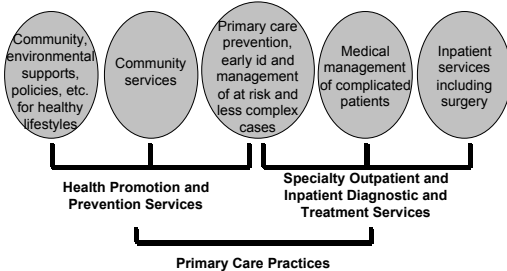 Community,
environmental
supports,
policies, etc.
for healthy
lifestyles
Community
services
Primary care
prevention,
early id and
management
of at risk and
less complex
cases
Medical
management
of complicated
patients
Inpatient
services
including
surgery
Health Promotion and
Prevention Services
Specialty Outpatient and
Inpatient Diagnostic and
Treatment Services
Primary Care Practices